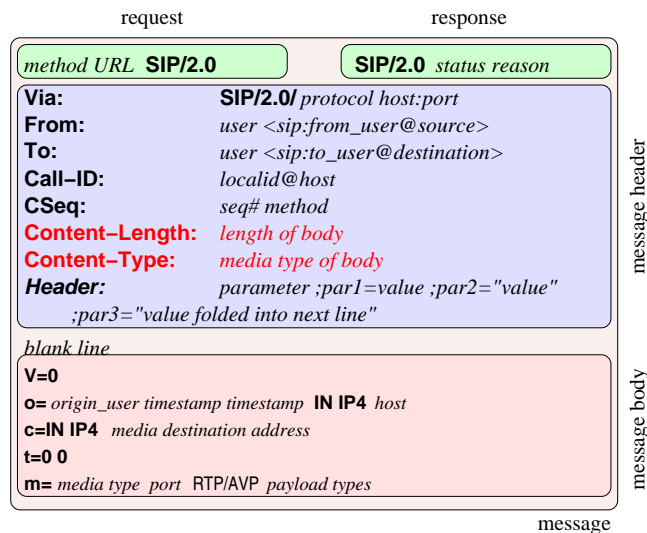 request response
method URL SIP/2.0 SIP/2.0 status reason
Via: SIP/2.0/ protocol host:port
From: user <sip:from_user@source>
To: user <sip:to_user@destination>
Call–ID: localid@host
CSeq: seq# method
Content–Length: length of body
Content–Type: media type of body
Header: parameter ;par1=value ;par2="value"
;par3="value folded into next line"
message header
blank line
V=0
o= origin_user timestamp timestamp IN IP4 host
c=IN IP4 media destination address
t=0 0
m= media type port RTP/AVP payload types
message body
message